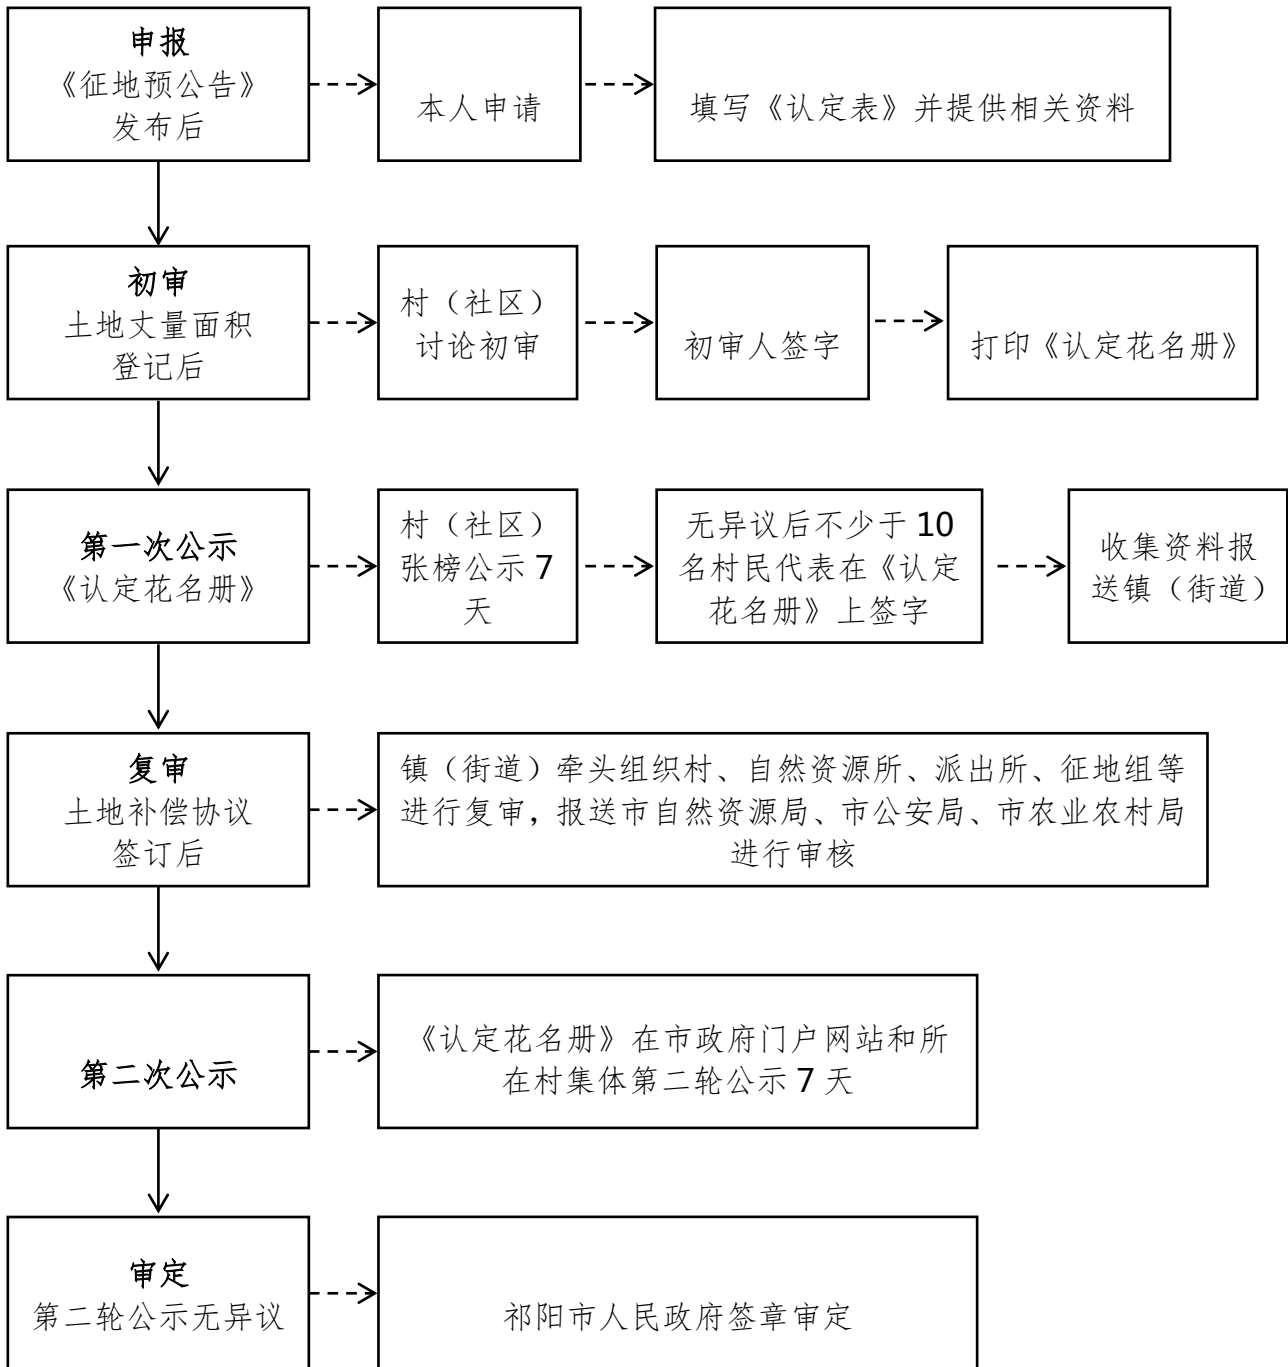 申报
《征地预公告》
发布后
本人申请
填写《认定表》并提供相关资料
初审
土地丈量面积
登记后
村（社区）
讨论初审
初审人签字
打印《认定花名册》
第一次公示
《认定花名册》
村（社区）
张榜公示 7
天
无异议后不少于 10
名村民代表在《认定
花名册》上签字
收集资料报
送镇（街道）
复审
土地补偿协议
签订后
镇（街道）牵头组织村、自然资源所、派出所、征地组等
进行复审，报送市自然资源局、市公安局、市农业农村局
进行审核
第二次公示
《认定花名册》在市政府门户网站和所
在村集体第二轮公示 7 天
审定
第二轮公示无异议
祁阳市人民政府签章审定